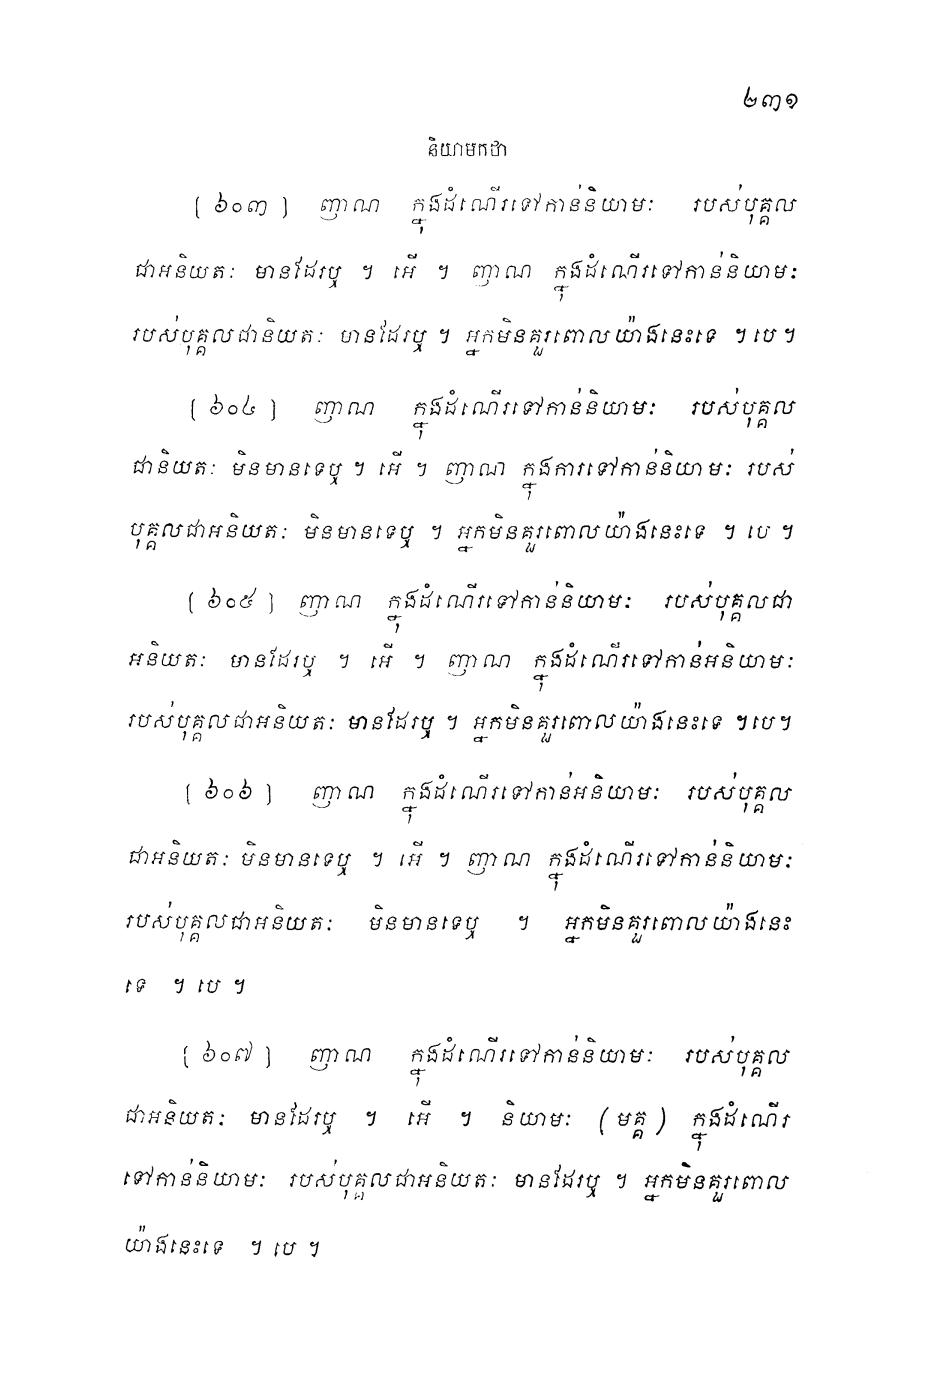 ២៣១
និយាមកថា
[ ៦០៣ ] ញាណ ក្នុងដំណើរទៅកាន់និយាមៈ របស់បុគ្គល
ជាអនិយតៈ មានដែរឬ ។ អើ ។ ញាណ ក្នុងដំណើរទៅកាន់និយាមៈ
របស់បុគ្គលជានិយតៈ មានដែរឬ ។ អ្នកមិនគួរពោលយ៉ាងនេះទេ ។ បេ ។
[ ៦០៤ ] ញាណ ក្នុងដំណើរទៅកាន់និយាមៈ របស់បុគ្គល
ជានិយតៈ មិនមានទេឬ ។ អើ ។ ញាណ ក្នុងការទៅកាន់និយាមៈ របស់
បុគ្គលជាអនិយតៈ មិនមានទេឬ ។ អ្នកមិនគួរពោលយ៉ាងនេះទេ ។ បេ ។
[ ៦០៥ ] ញាណ ក្នុងដំណើរទៅកាន់និយាមៈ របស់បុគ្គលជា
អនិយតៈ មានដែរឬ ។ អើ ។ ញាណ ក្នុងដំណើរទៅកាន់អនិយាមៈ
របស់បុគ្គលជាអនិយតៈ មានដែរឬ ។ អ្នកមិនគួរពោលយ៉ាងនេះទេ ។ បេ ។
[ ៦០៦ ] ញាណ ក្នុងដំណើរទៅកាន់អនិយាមៈ របស់បុគ្គល
ជាអនិយតៈ មិនមានទេឬ ។ អើ ។ ញាណ ក្នុងដំណើរទៅកាន់និយាមៈ
របស់បុគ្គលជាអនិយតៈ មិនមានទេឬ ។ អ្នកមិនគួរពោលយ៉ាងនេះ
ទេ ។ បេ ។
[ ៦០៧ ] ញាណ ក្នុងដំណើរទៅកាន់និយាមៈ របស់បុគ្គល
ជាអនិយតៈ មានដែរឬ ។ អើ ។ និយាមៈ (មគ្គ) ក្នុងដំណើរ
ទៅកាន់និយាមៈ របស់បុគ្គលជាអនិយតៈ មានដែរឬ ។ អ្នកមិនគួរពោល
យ៉ាងនេះទេ ។ បេ ។